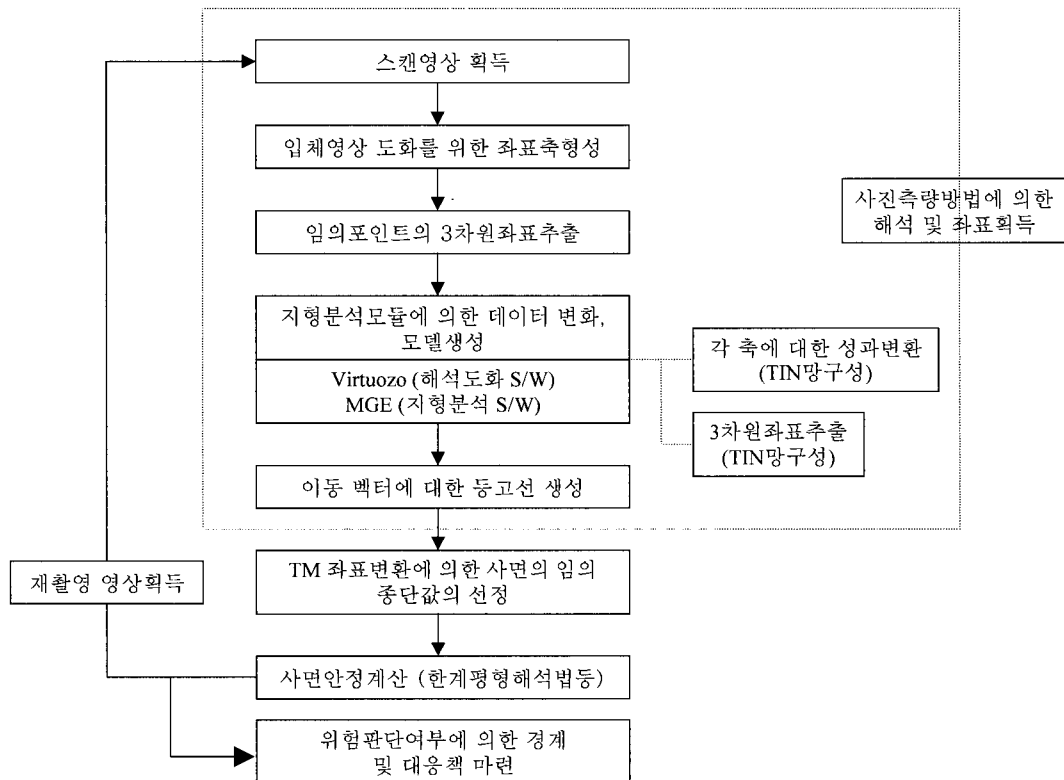 스캔영상 획득
입체영상 도화를 위한 좌표축형성
임의포인트의 3차원좌표추출
사진측량방법에 의한
해석 및 좌표획득
지형분석모듈에 의한 데이터 변화,
모델생성
Virtuozo (해석도화 S/W)
MGE (지형분석 S/W)
각 축에 대한 성과변환
(TIN망구성)
3차원좌표추출
(TIN망구성)
이동 벡터에 대한 등고선 생성
재촬영 영상획득
TM 좌표변환에 의한 사면의 임의
종단값의 선정
사면안정계산 (한계평형해석법등)
위험판단여부에 의한 경계
및 대응책 마련